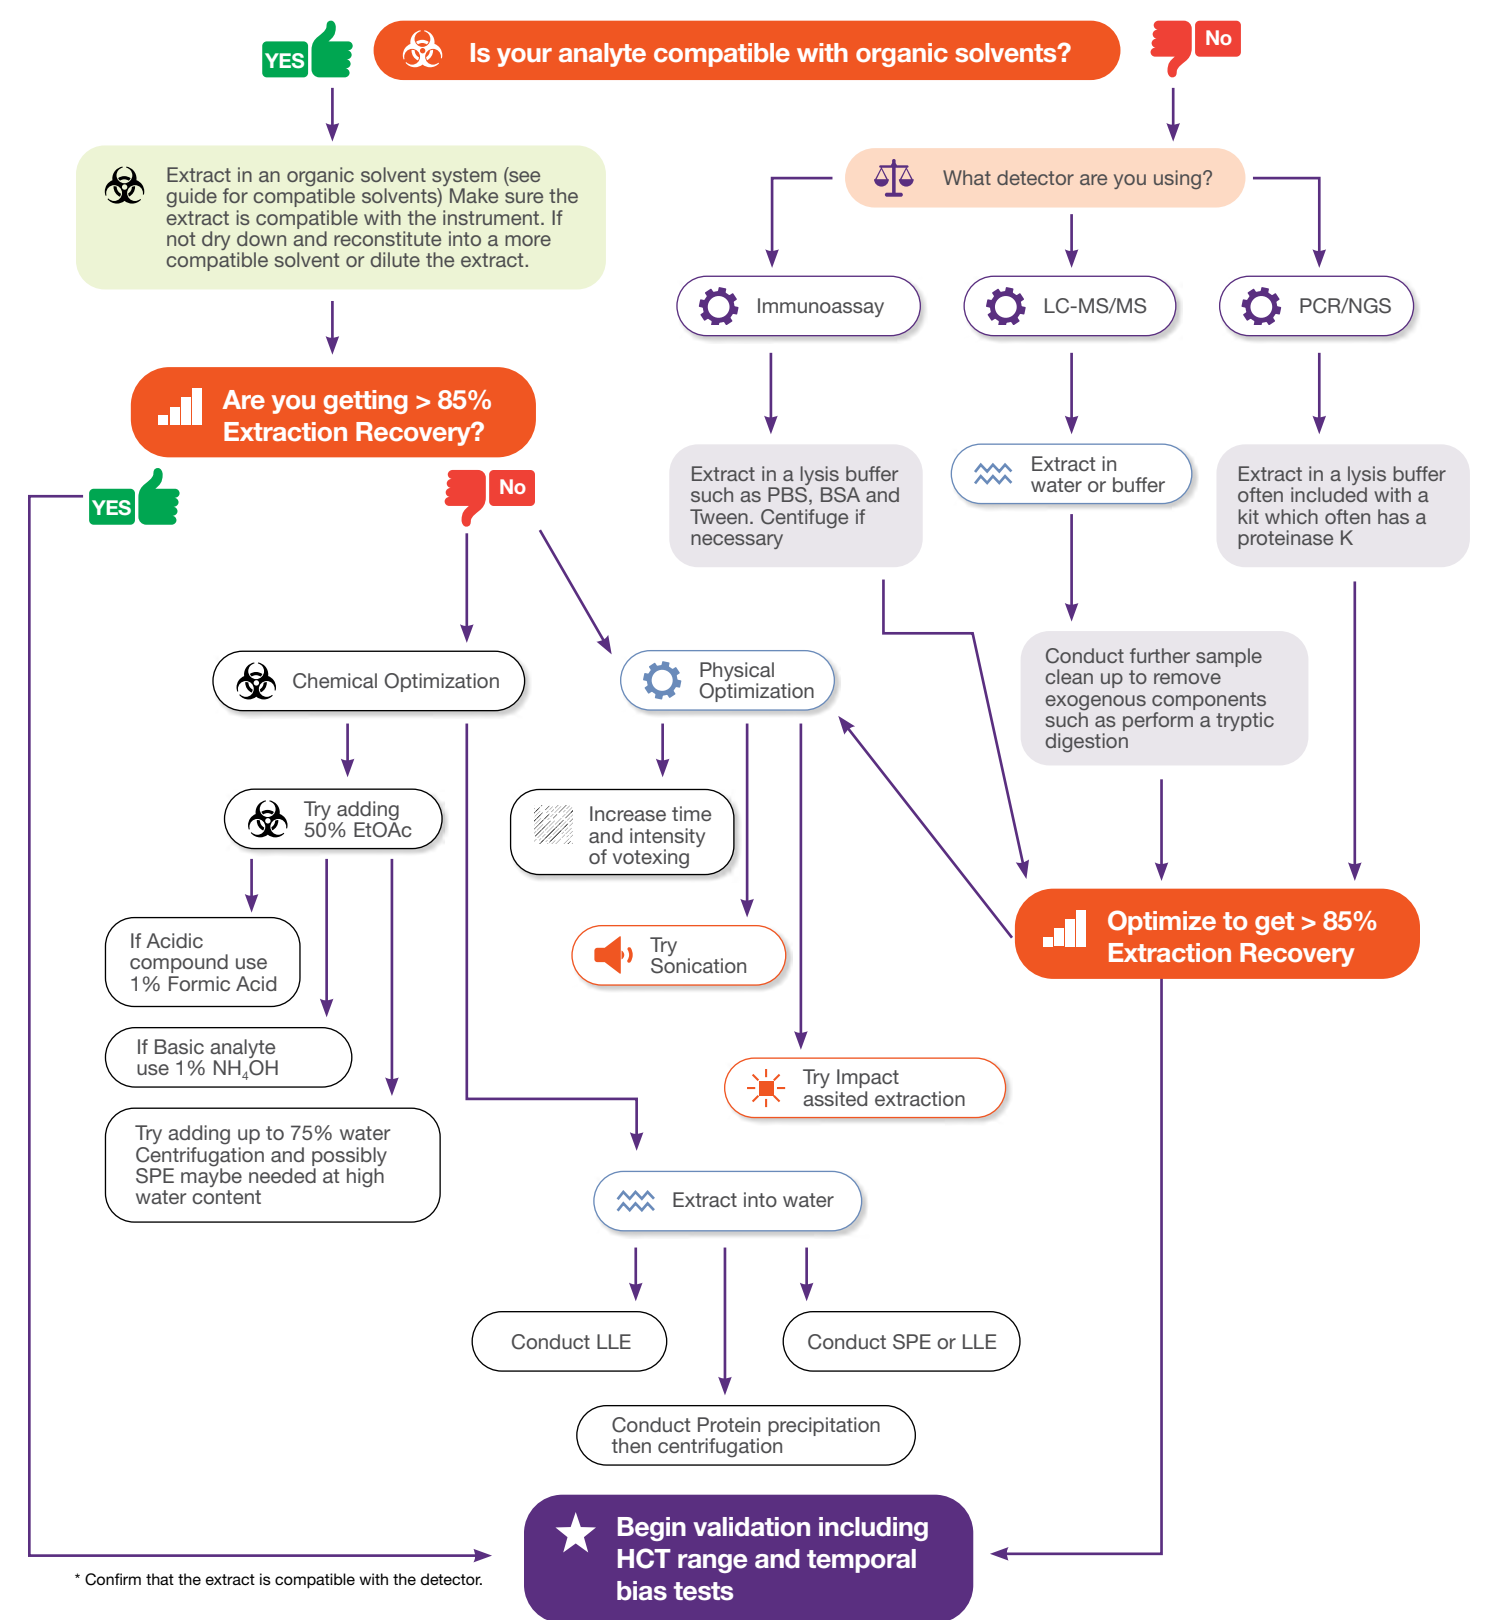 YES
Is your analyte compatible with organic solvents?
No
Extract in an organic solvent system (see
guide for compatible solvents) Make sure the
extract is compatible with the instrument. If
not dry down and reconstitute into a more
compatible solvent or dilute the extract.
What detector are you using?
Immunoassay
LC-MS/MS
PCR/NGS
Are you getting > 85%
Extraction Recovery?
YES
No
Extract in a lysis buffer
such as PBS, BSA and
Tween. Centifuge if
necessary
Extract in
water or buffer
Extract in a lysis buffer
often included with a
kit which often has a
proteinase K
Conduct further sample
clean up to remove
exogenous components
such as perform a tryptic
digestion
Chemical Optimization
Physical
Optimization
Try adding
50% EtOAc
Increase time
and intensity
of votexing
If Acidic
compound use
1% Formic Acid
Try
Sonication
Optimize to get > 85%
Extraction Recovery
If Basic analyte
use 1% NH₄OH
Try Impact
assited extraction
Try adding up to 75% water
Centrifugation and possibly
SPE maybe needed at high
water content
Extract into water
Conduct LLE
Conduct SPE or LLE
Conduct Protein precipitation
then centrifugation
Begin validation including
HCT range and temporal
bias tests
* Confirm that the extract is compatible with the detector.